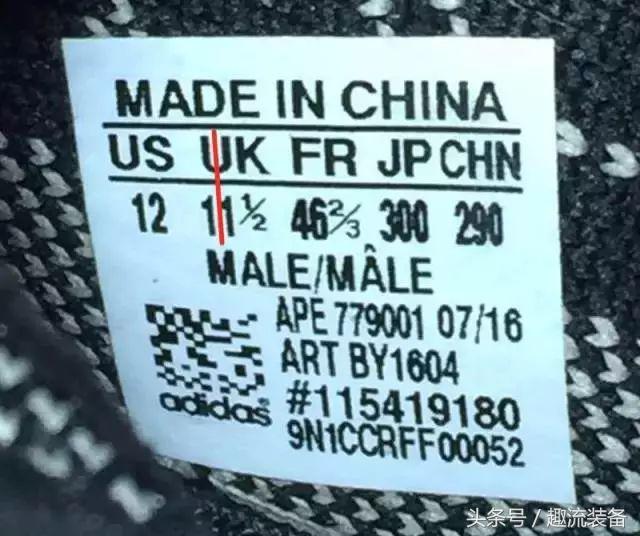 MADE IN CHINA
US UK FR JP CHN
12 11½ 46⅔ 300 290
MALE/MÂLE
APE 779001 07/16
ART BY1604
adidas® #115419180
9N1CCRFF00052
头条号 / 趣流装备